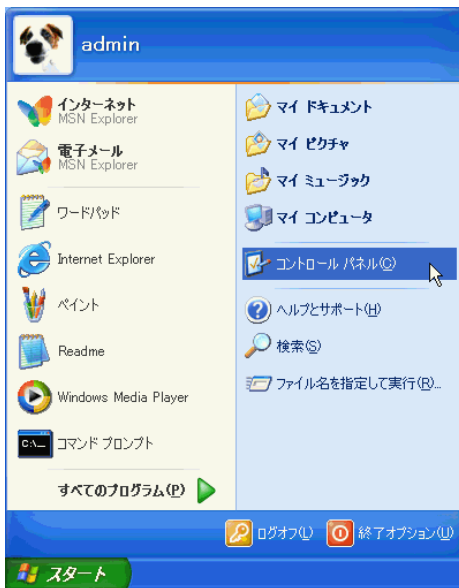 admin
インターネット
MSN Explorer
電子メール
MSN Explorer
ワードパッド
Internet Explorer
ペイント
Readme
Windows Media Player
C:\_
コマンド プロンプト
すべてのプログラム(P)
マイ ドキュメント
マイ ピクチャ
マイ ミュージック
マイ コンピュータ
コントロール パネル(C)
ヘルプとサポート(H)
検索(S)
ファイル名を指定して実行(R)...
ログオフ(L)
終了オプション(U)
スタート